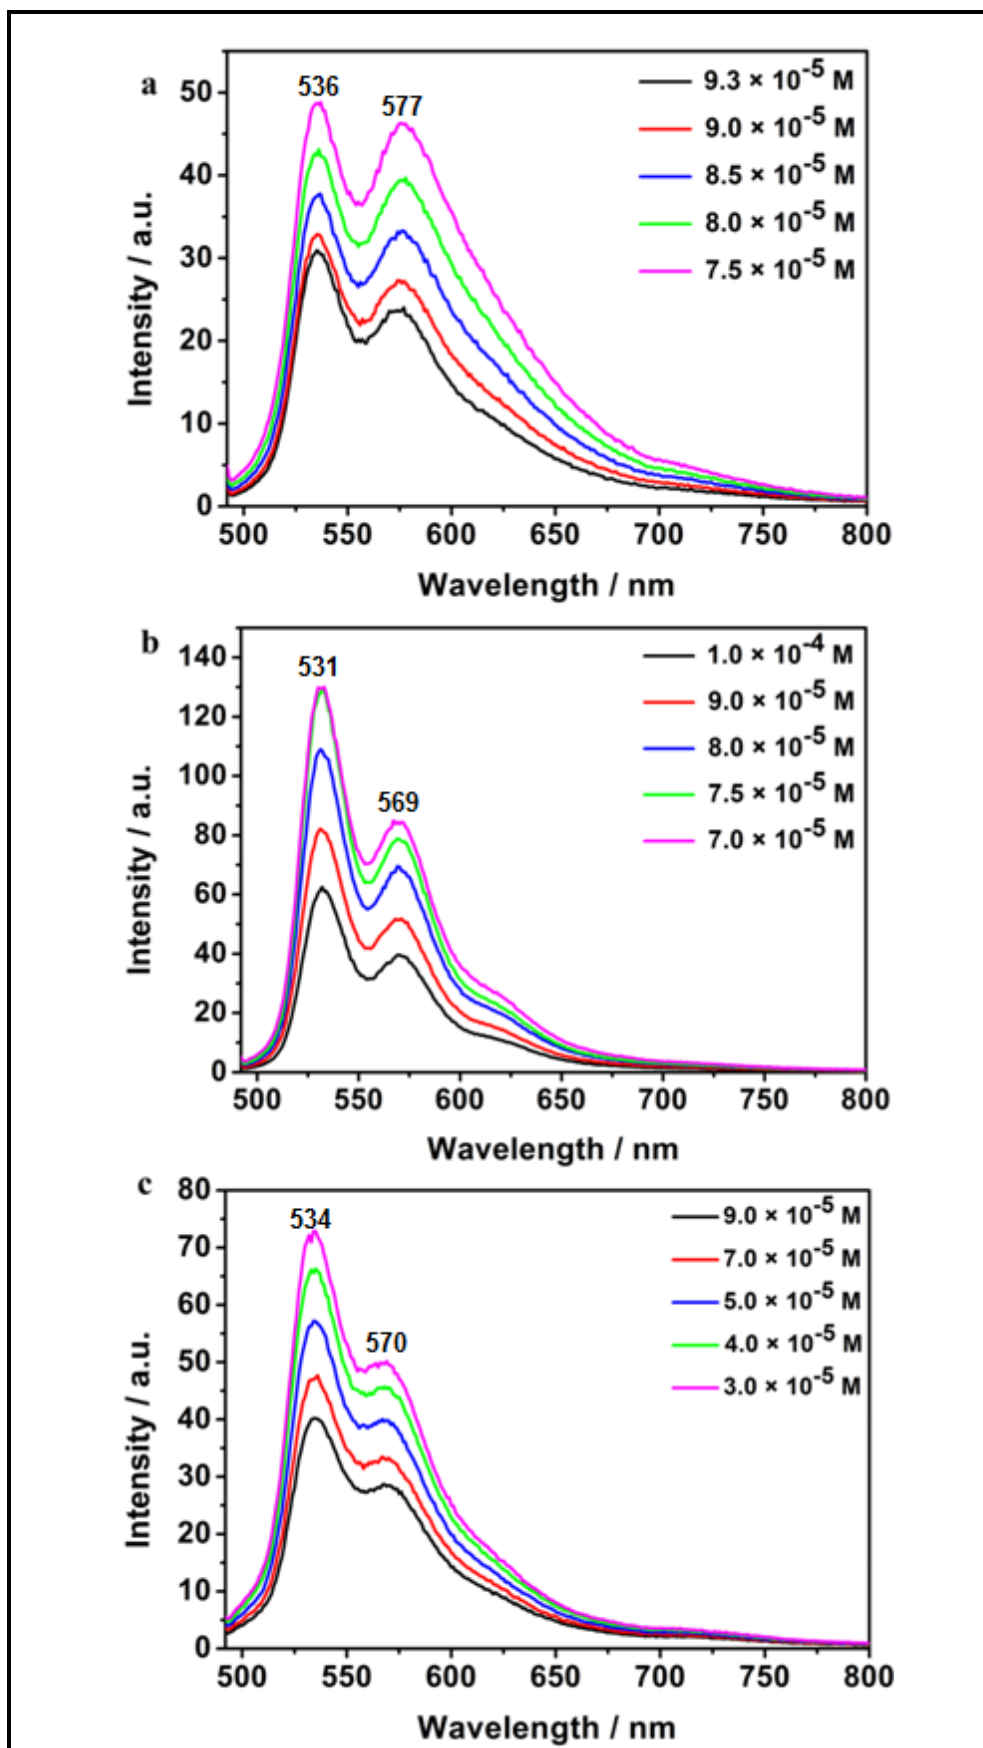 a
536
577
9.3 × 10⁻⁵ M
9.0 × 10⁻⁵ M
8.5 × 10⁻⁵ M
8.0 × 10⁻⁵ M
7.5 × 10⁻⁵ M
50
40
30
20
10
0
Intensity / a.u.
500 550 600 650 700 750 800
Wavelength / nm
b
531
569
1.0 × 10⁻⁴ M
9.0 × 10⁻⁵ M
8.0 × 10⁻⁵ M
7.5 × 10⁻⁵ M
7.0 × 10⁻⁵ M
140
120
100
80
60
40
20
0
Intensity / a.u.
500 550 600 650 700 750 800
Wavelength / nm
c
534
570
9.0 × 10⁻⁵ M
7.0 × 10⁻⁵ M
5.0 × 10⁻⁵ M
4.0 × 10⁻⁵ M
3.0 × 10⁻⁵ M
80
70
60
50
40
30
20
10
0
Intensity / a.u.
500 550 600 650 700 750 800
Wavelength / nm